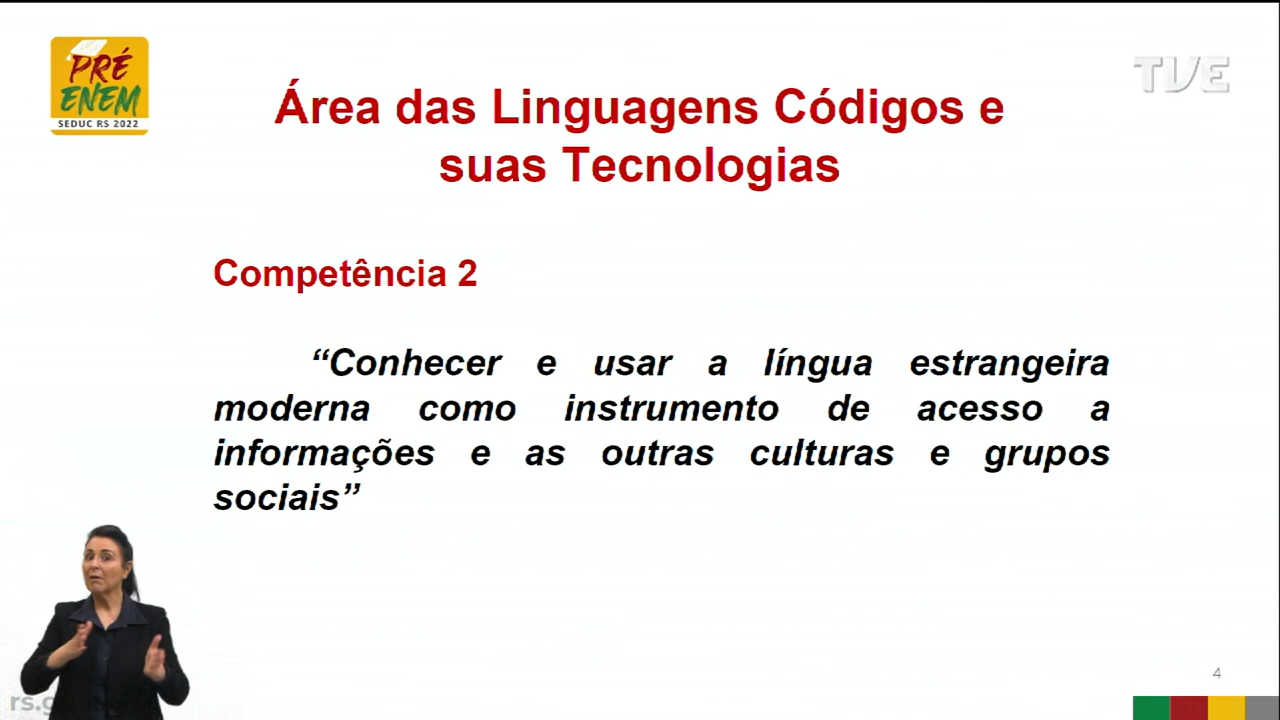 PRÉ
ENEM
SEDUC RS 2022
TVE
Área das Linguagens Códigos e
suas Tecnologias
Competência 2
“Conhecer e usar a língua estrangeira
moderna como instrumento de acesso a
informações e as outras culturas e grupos
sociais”
4